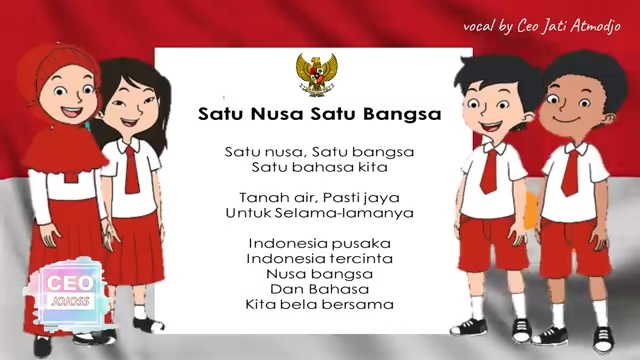 vocal by Ceo Jati Atmodjo
Satu Nusa Satu Bangsa
Satu nusa, Satu bangsa
Satu bahasa kita
Tanah air, Pasti jaya
Untuk Selama-lamanya
Indonesia pusaka
Indonesia tercinta
Nusa bangsa
Dan Bahasa
Kita bela bersama
CEO
JOJOSS